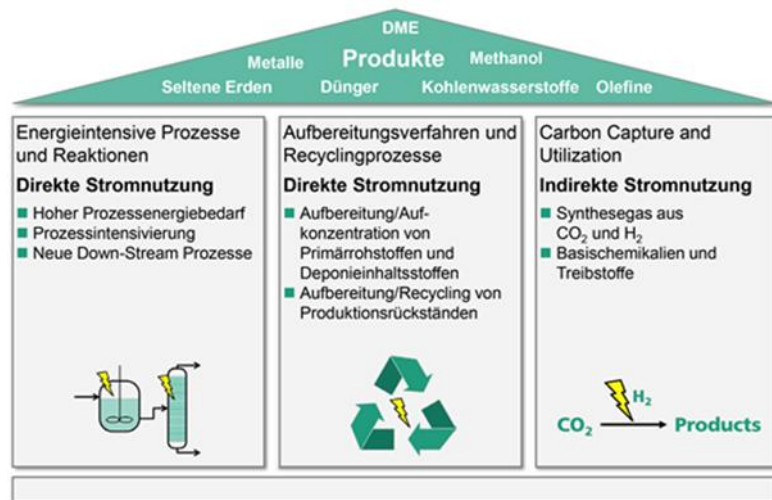 DME
Metalle Produkte Methanol
Seltene Erden Dünger Kohlenwasserstoffe Olefine
Energieintensive Prozesse
und Reaktionen
Direkte Stromnutzung
Hoher Prozessenergiebedarf
Prozessintensivierung
Neue Down-Stream Prozesse
Aufbereitungsverfahren und
Recyclingprozesse
Direkte Stromnutzung
Aufbereitung/Auf-
konzentration von
Primärrohstoffen und
Deponieinhaltsstoffen
Aufbereitung/Recycling von
Produktionsrückständen
Carbon Capture and
Utilization
Indirekte Stromnutzung
Synthesegas aus
CO₂ und H₂
Basischemikalien und
Treibstoffe
H₂
CO₂ Products